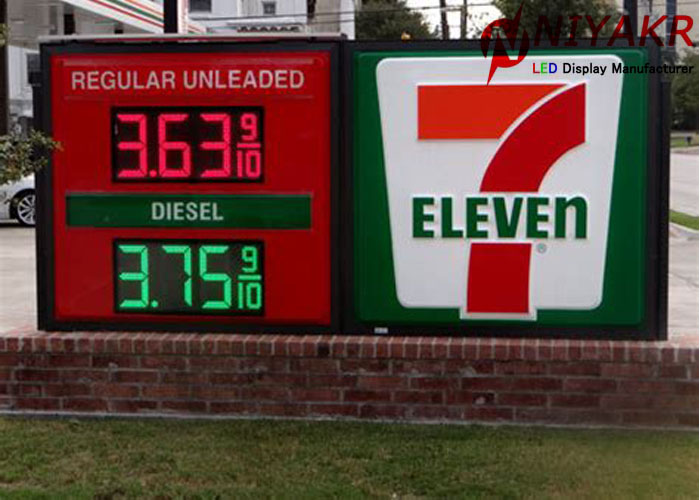 NIYAKR
LED Display Manufacturer
REGULAR UNLEADED
3.63 9/10
DIESEL
3.75 9/10
7
ELEVEn
®